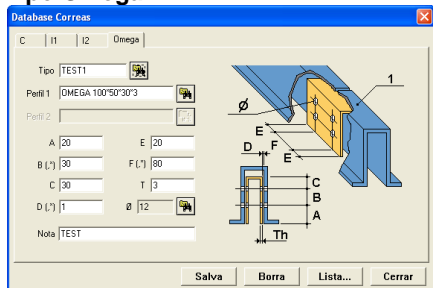 Database Correas
C I1 I2 Omega
Tipo TEST1
Perfil 1 OMEGA 100*50*30*3
Perfil 2
A 20 E 20
B (.*) 30 F (.*) 80
C 30 T 3
D (.*) 1 Ø 12
Nota TEST
1
Ø
E
D F
E
C
B
A
Th
Salva Borra Lista... Cerrar